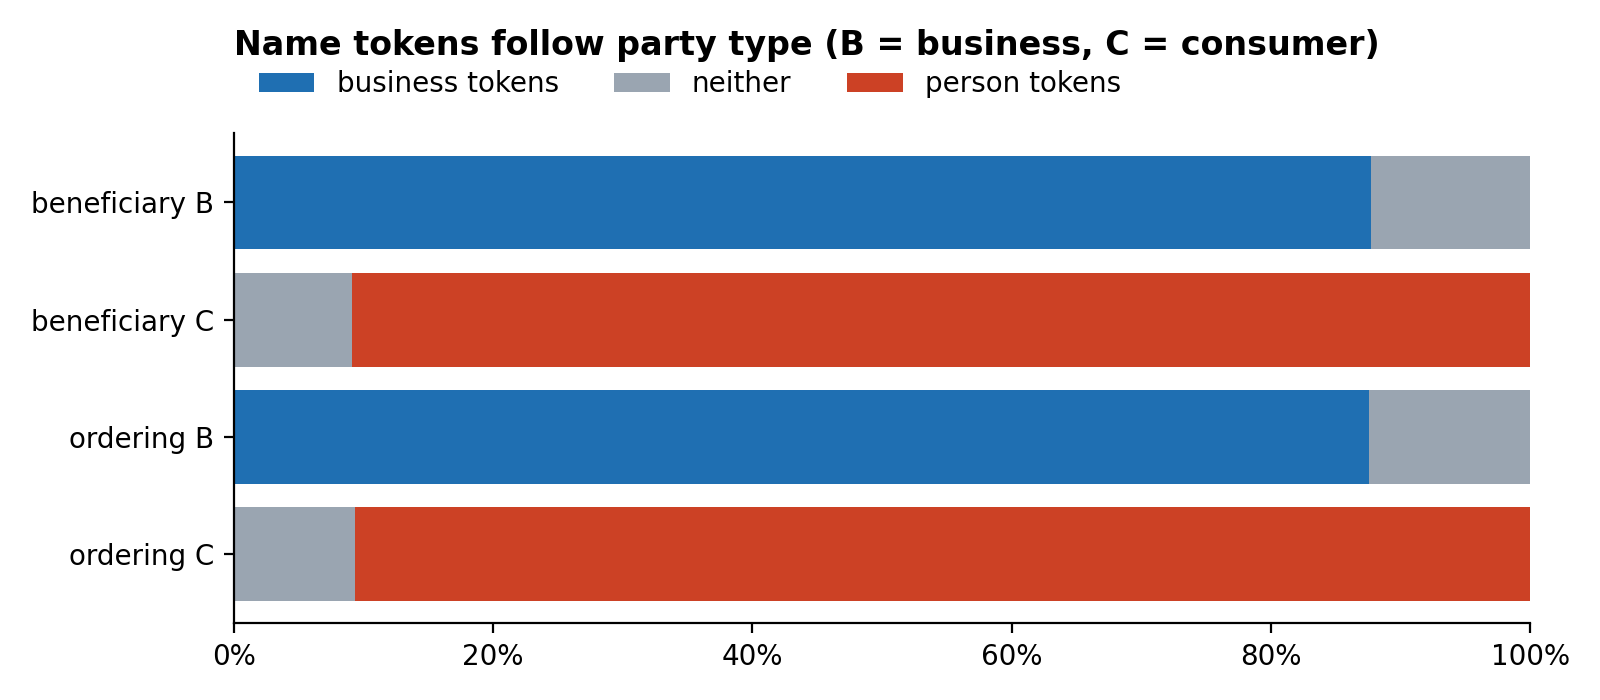 Name tokens follow party type (B = business, C = consumer)
business tokens neither person tokens
beneficiary B
beneficiary C
ordering B
ordering C
0% 20% 40% 60% 80% 100%